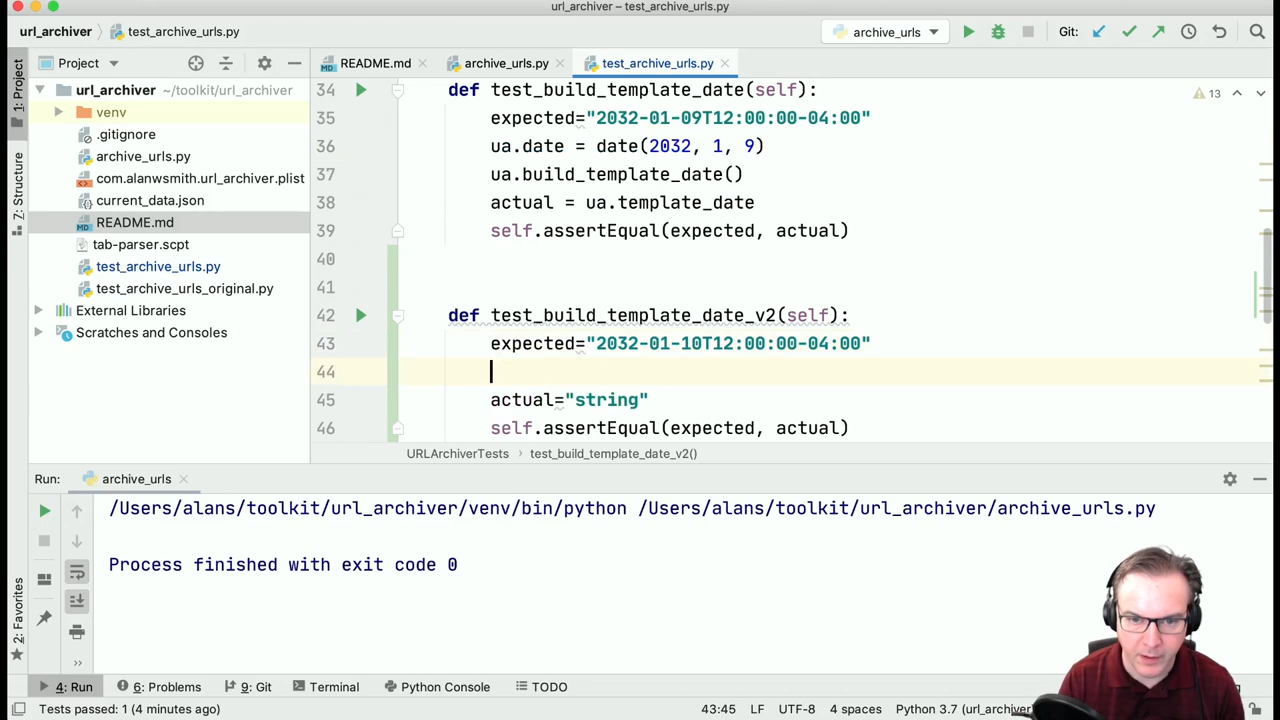 url_archiver – test_archive_urls.py
url_archiver
test_archive_urls.py
archive_urls
Git:
Project
README.md
archive_urls.py
test_archive_urls.py
1: Project
7: Structure
2: Favorites
url_archiver ~/toolkit/url_archiver
venv
.gitignore
archive_urls.py
com.alanwsmith.url_archiver.plist
current_data.json
README.md
tab-parser.scpt
test_archive_urls.py
test_archive_urls_original.py
External Libraries
Scratches and Consoles
13
34 def test_build_template_date(self):
35 expected="2032-01-09T12:00:00-04:00"
36 ua.date = date(2032, 1, 9)
37 ua.build_template_date()
38 actual = ua.template_date
39 self.assertEqual(expected, actual)
40
41
42 def test_build_template_date_v2(self):
43 expected="2032-01-10T12:00:00-04:00"
44
45 actual="string"
46 self.assertEqual(expected, actual)
URLArchiverTests › test_build_template_date_v2()
Run: archive_urls
/Users/alans/toolkit/url_archiver/venv/bin/python /Users/alans/toolkit/url_archiver/archive_urls.py
Process finished with exit code 0
4: Run
6: Problems
9: Git
Terminal
Python Console
TODO
Tests passed: 1 (4 minutes ago)
43:45
LF
UTF-8
4 spaces
Python 3.7 (url_archiver)